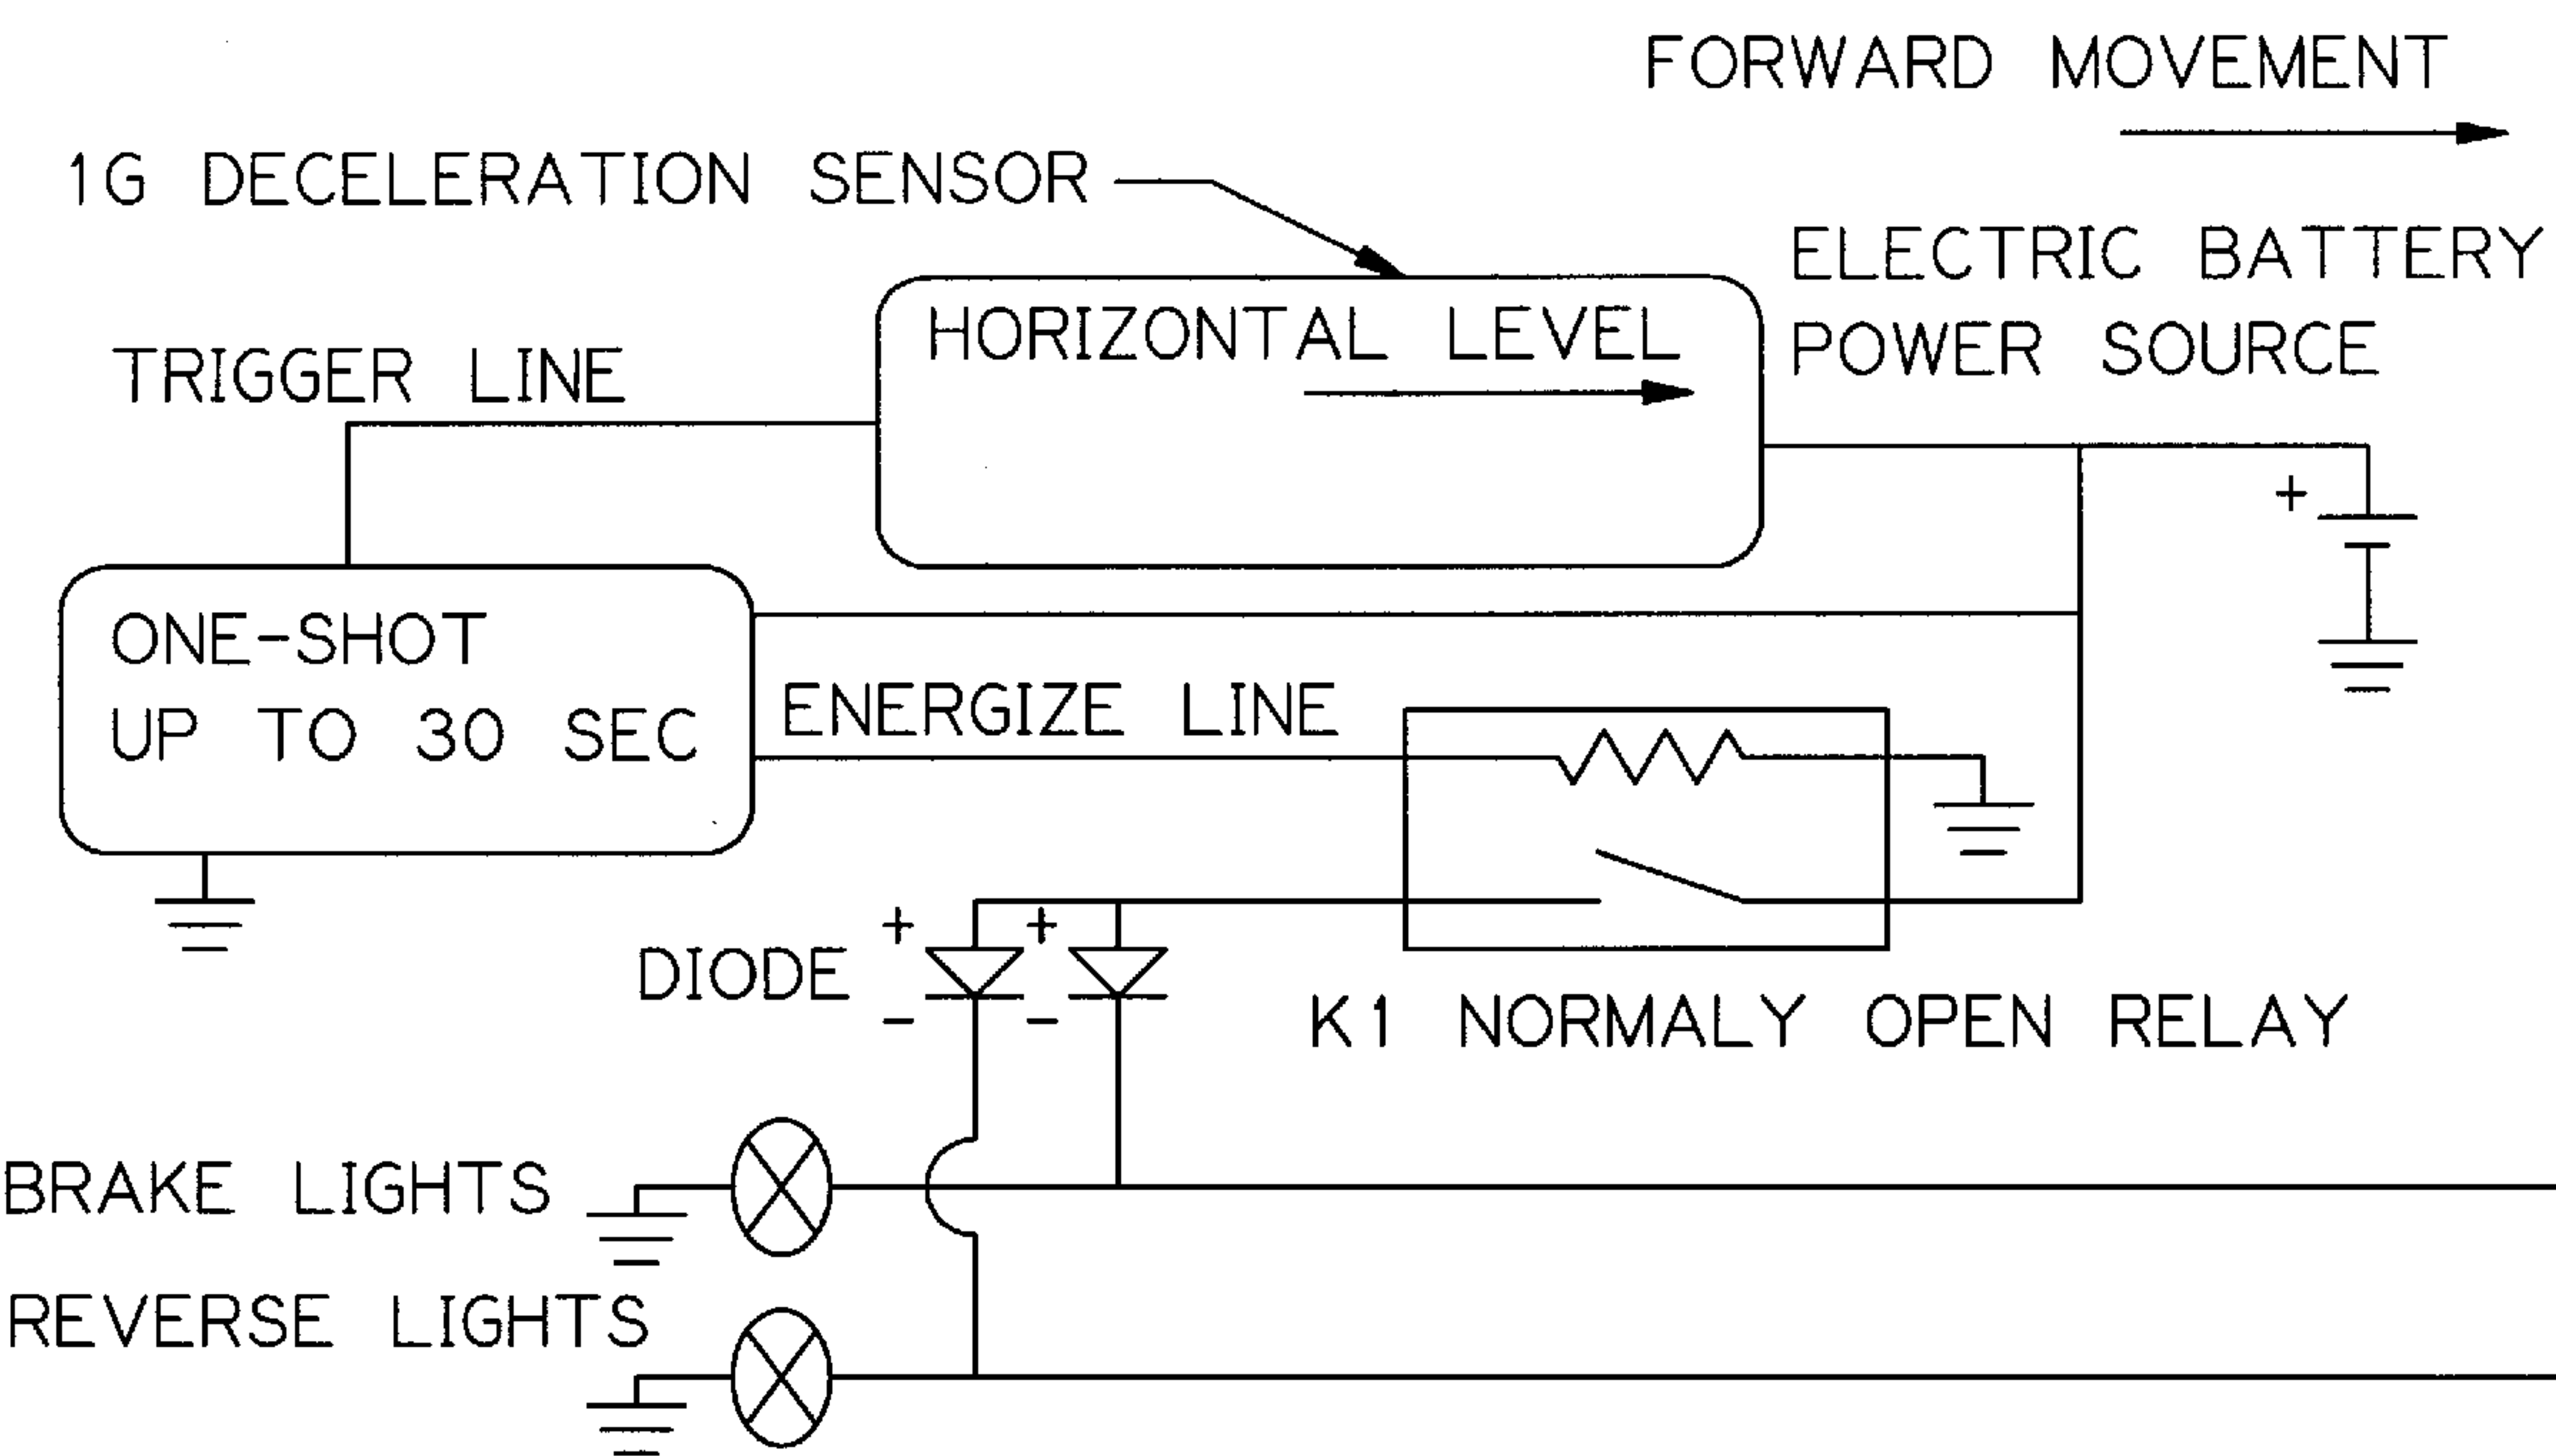 FORWARD MOVEMENT
1G DECELERATION SENSOR
ELECTRIC BATTERY
POWER SOURCE
HORIZONTAL LEVEL
TRIGGER LINE
+
ONE-SHOT
UP TO 30 SEC
ENERGIZE LINE
+ +
DIODE
- -
K1 NORMALY OPEN RELAY
BRAKE LIGHTS
REVERSE LIGHTS